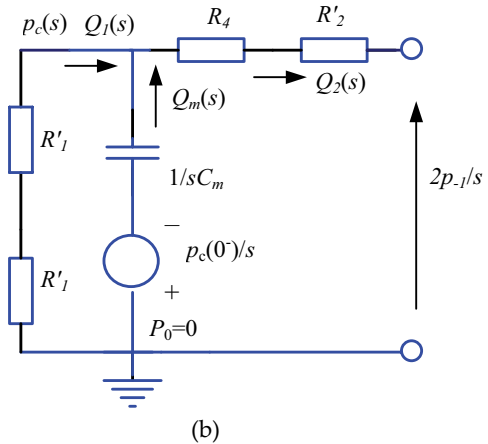 p_c(s) Q_1(s) R_4 R'_2
Q_m(s) Q_2(s)
R'_1
1/sC_m
2p_-1/s
−
p_c(0^-)/s
R'_1
+
P_0=0
(b)